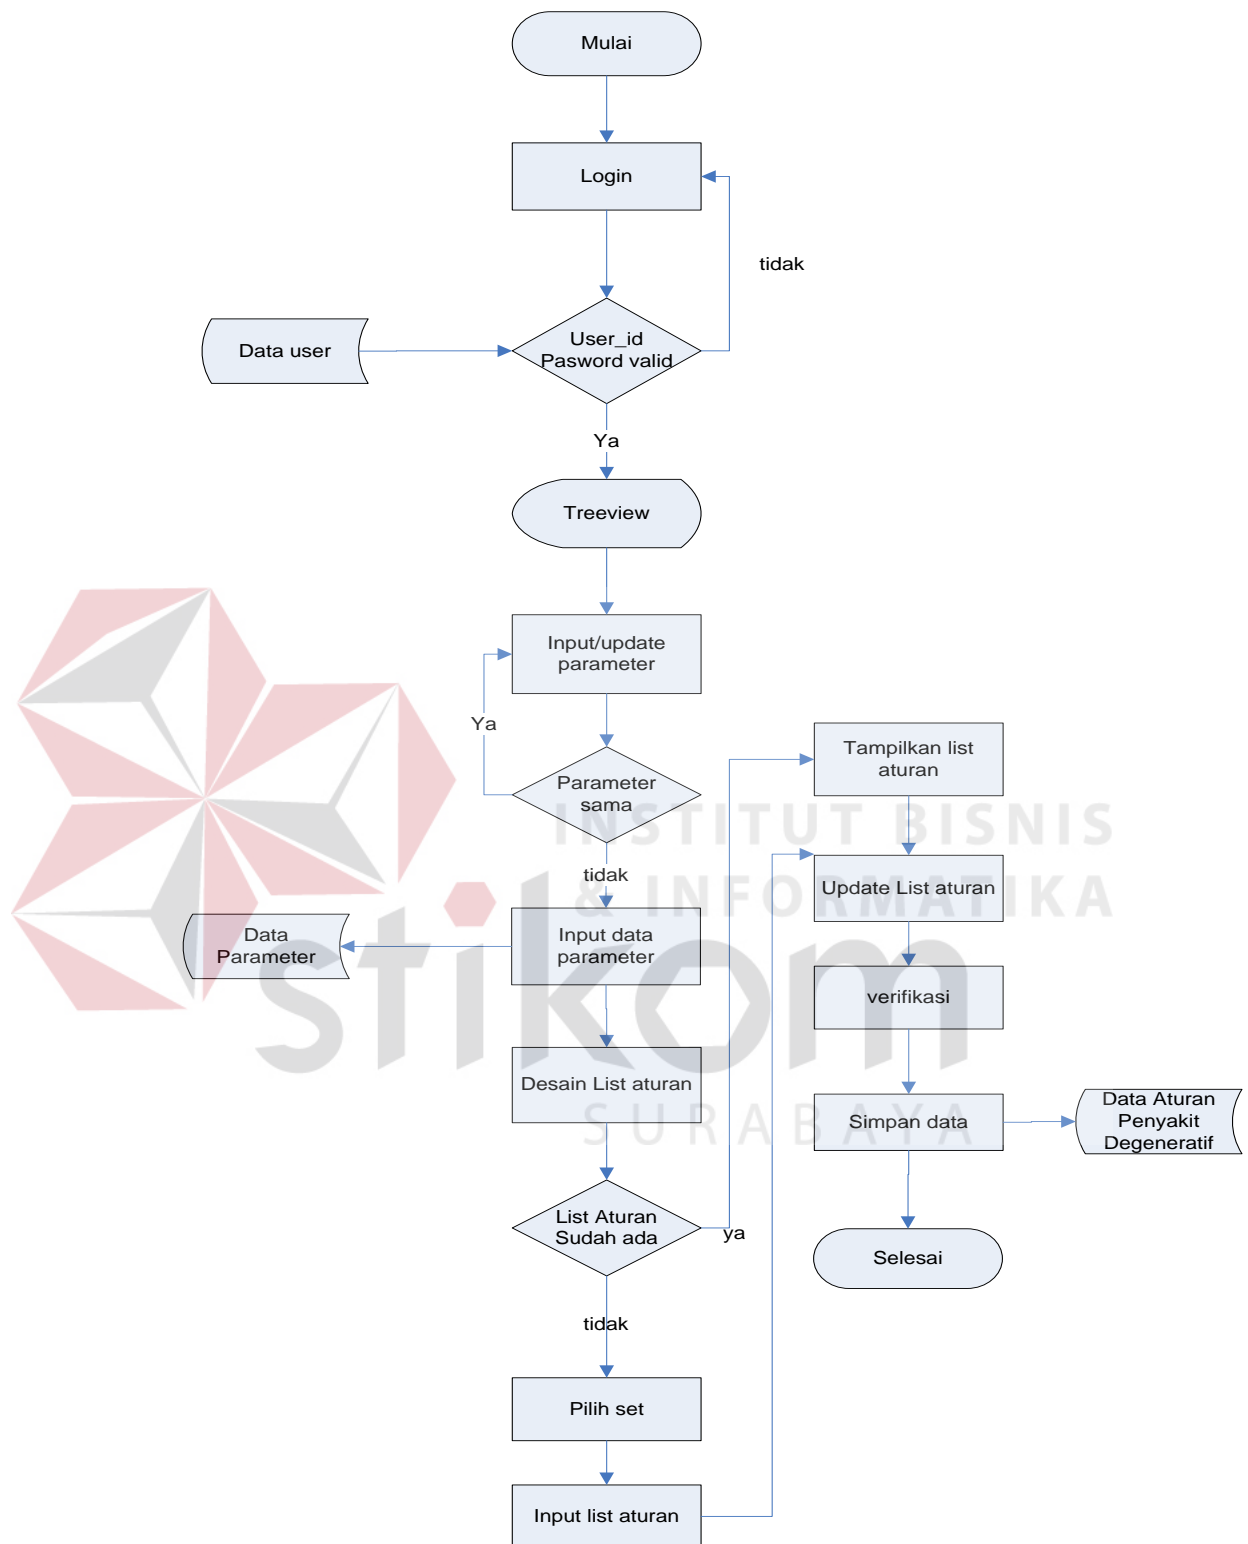 Mulai
Login
tidak
Data user
User_id
Pasword valid
Ya
Treeview
Input/update
parameter
Ya
Parameter
sama
tidak
Data
Parameter
Input data
parameter
Desain List aturan
List Aturan
Sudah ada
ya
tidak
Pilih set
Input list aturan
Tampilkan list
aturan
Update List aturan
verifikasi
Simpan data
Data Aturan
Penyakit
Degeneratif
Selesai
INSTITUT BISNIS
& INFORMATIKA
stikom
SURABAYA